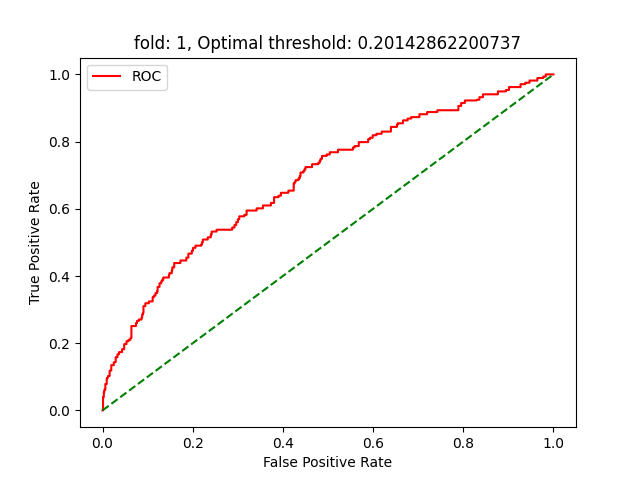 fold: 1, Optimal threshold: 0.20142862200737
ROC
1.0
0.8
0.6
0.4
0.2
0.0
True Positive Rate
0.0 0.2 0.4 0.6 0.8 1.0
False Positive Rate